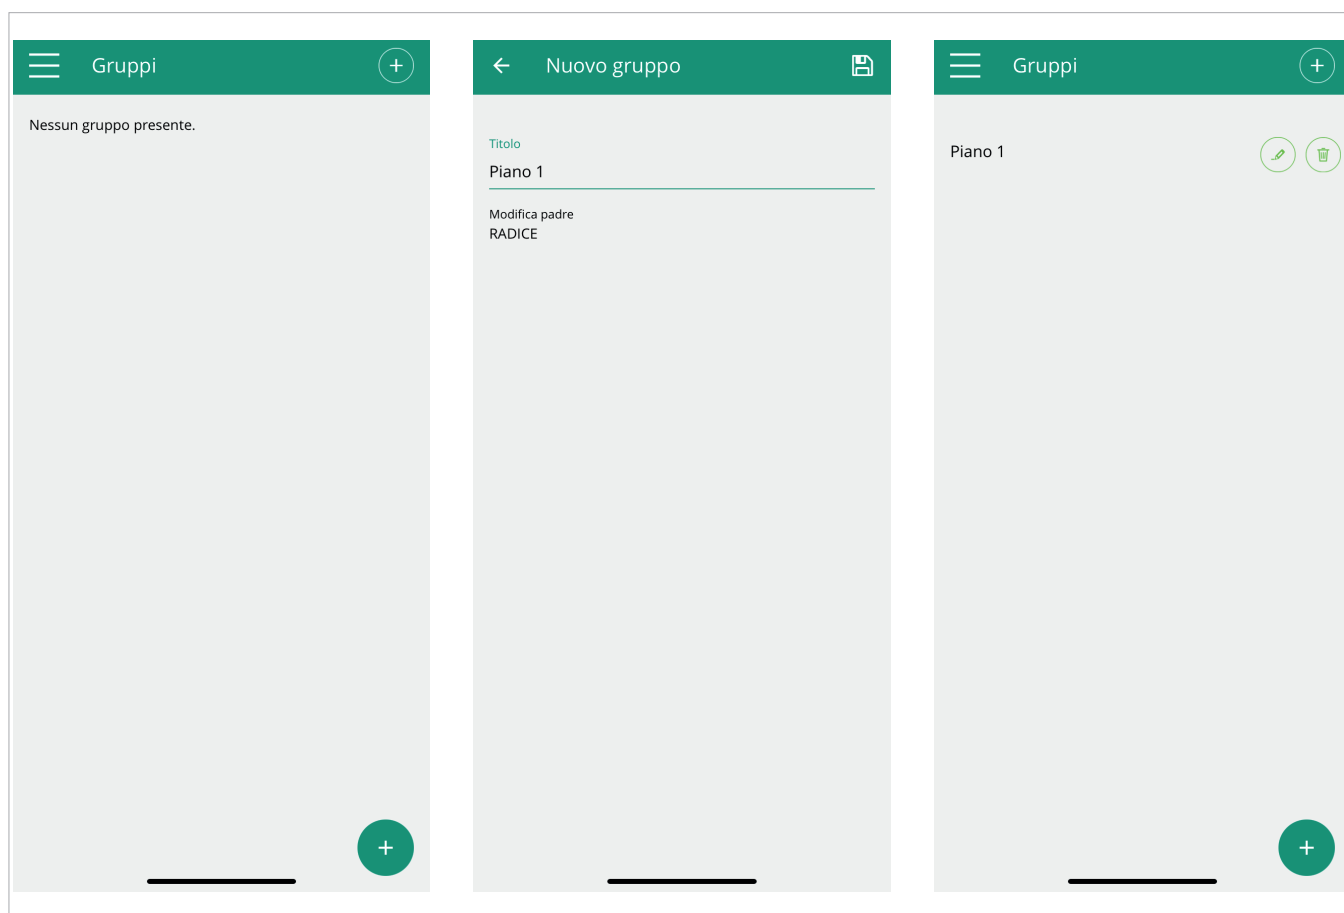 Gruppi
Nessun gruppo presente.
Nuovo gruppo
Titolo
Piano 1
Modifica padre
RADICE
Gruppi
Piano 1